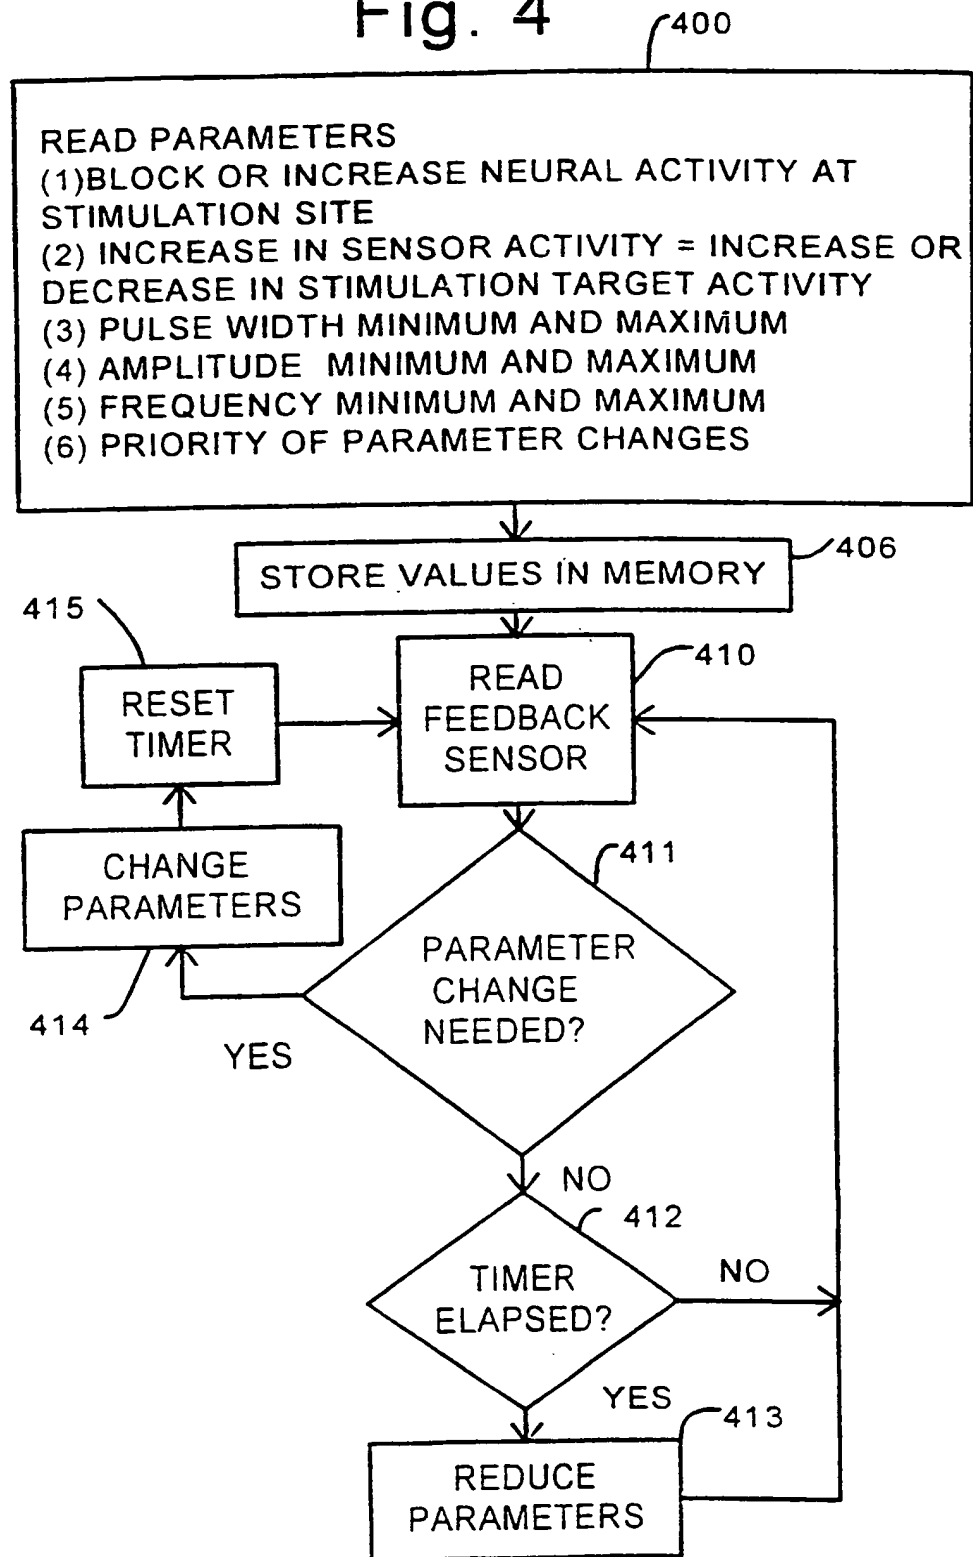 Fig. 4
400
READ PARAMETERS
(1)BLOCK OR INCREASE NEURAL ACTIVITY AT
STIMULATION SITE
(2) INCREASE IN SENSOR ACTIVITY = INCREASE OR
DECREASE IN STIMULATION TARGET ACTIVITY
(3) PULSE WIDTH MINIMUM AND MAXIMUM
(4) AMPLITUDE MINIMUM AND MAXIMUM
(5) FREQUENCY MINIMUM AND MAXIMUM
(6) PRIORITY OF PARAMETER CHANGES
406
STORE VALUES IN MEMORY
415
410
READ
FEEDBACK
SENSOR
RESET
TIMER
411
CHANGE
PARAMETERS
PARAMETER
CHANGE
NEEDED?
414
YES
NO
412
TIMER
ELAPSED?
NO
YES
413
REDUCE
PARAMETERS